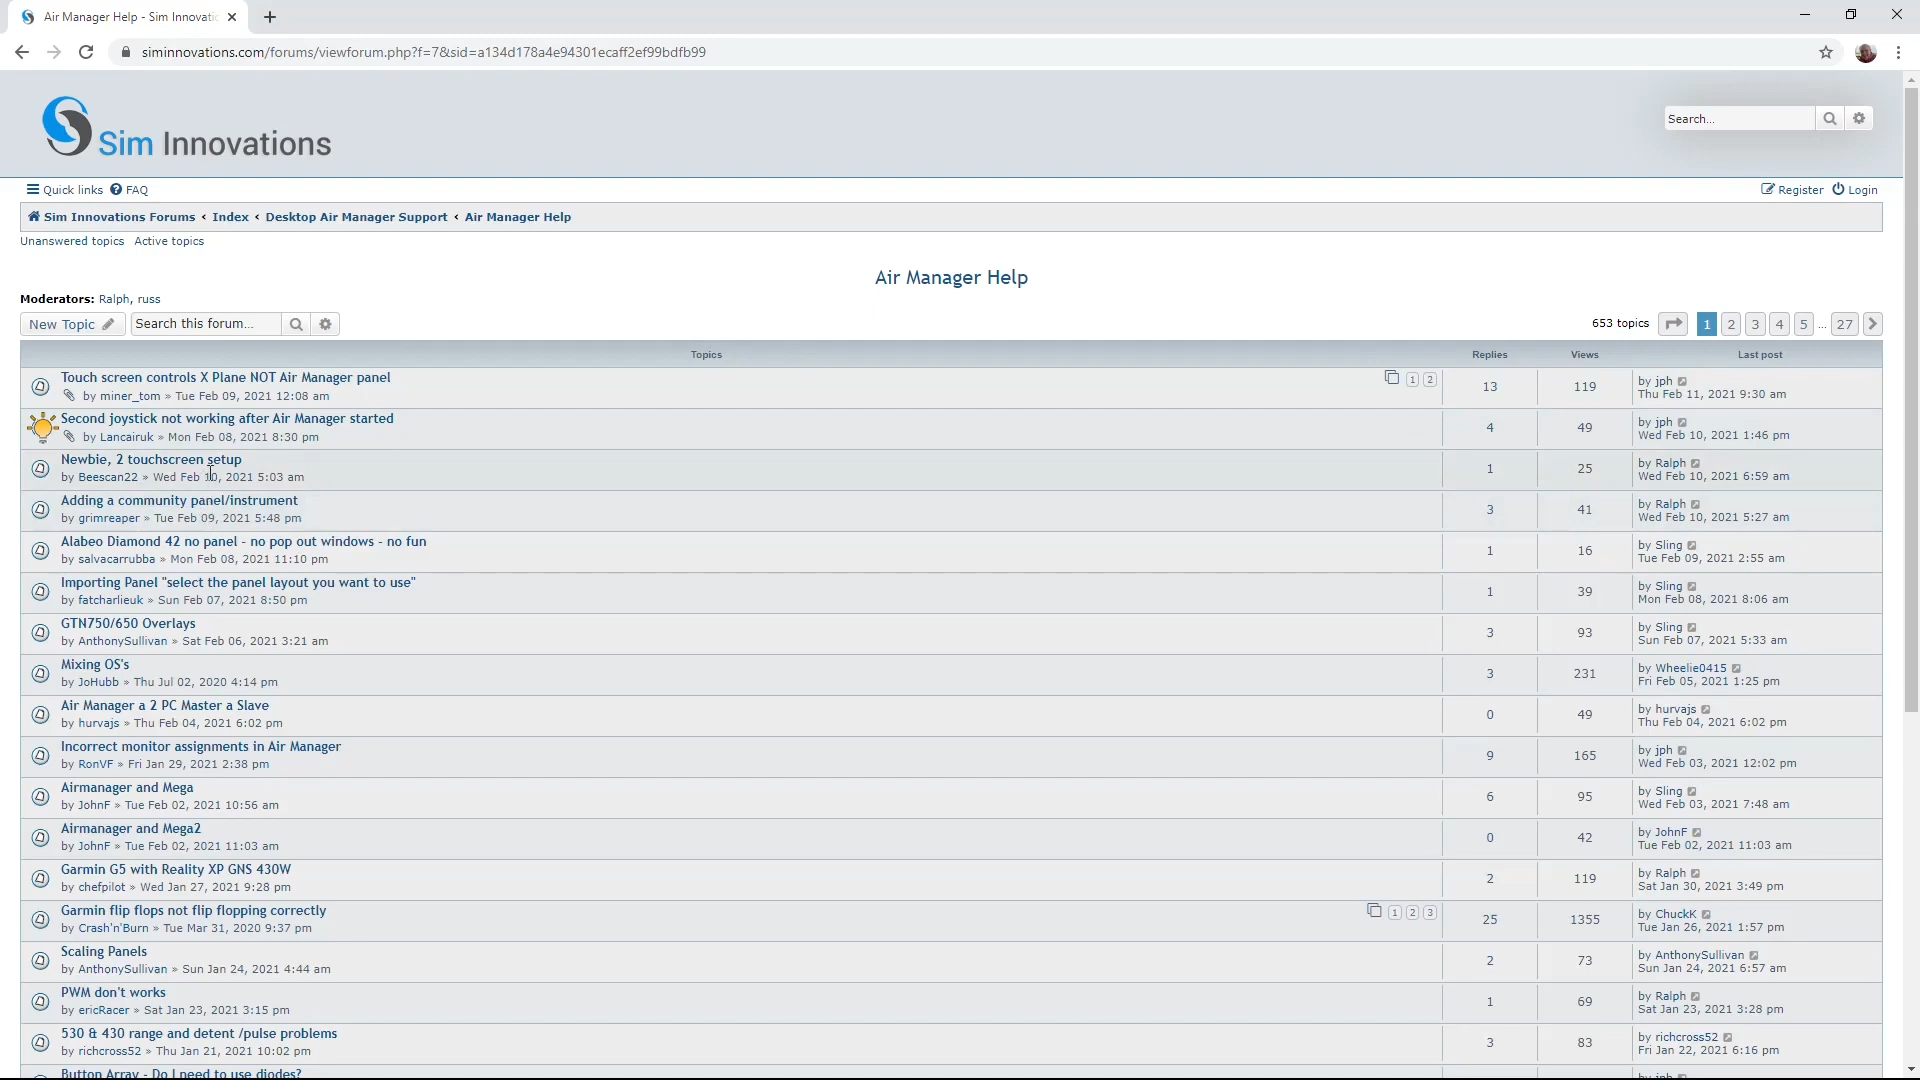 Air Manager Help - Sim Innovatio
siminnovations.com/forums/viewforum.php?f=7&sid=a134d178a4e94301ecaff2ef99bdfb99
Sim Innovations
Search...
Quick links FAQ
Register Login
Sim Innovations Forums ‹ Index ‹ Desktop Air Manager Support ‹ Air Manager Help
Unanswered topics Active topics
Air Manager Help
Moderators: Ralph, russ
New Topic Search this forum... 653 topics 1 2 3 4 5 ... 27
Topics Replies Views Last post
Touch screen controls X Plane NOT Air Manager panel 1 2
by miner_tom » Tue Feb 09, 2021 12:08 am
13 119
by jph
Thu Feb 11, 2021 9:30 am
Second joystick not working after Air Manager started
by Lancairuk » Mon Feb 08, 2021 8:30 pm
4 49
by jph
Wed Feb 10, 2021 1:46 pm
Newbie, 2 touchscreen setup
by Beescan22 » Wed Feb 10, 2021 5:03 am
1 25
by Ralph
Wed Feb 10, 2021 6:59 am
Adding a community panel/instrument
by grimreaper » Tue Feb 09, 2021 5:48 pm
3 41
by Ralph
Wed Feb 10, 2021 5:27 am
Alabeo Diamond 42 no panel - no pop out windows - no fun
by salvacarrubba » Mon Feb 08, 2021 11:10 pm
1 16
by Sling
Tue Feb 09, 2021 2:55 am
Importing Panel "select the panel layout you want to use"
by fatcharlieuk » Sun Feb 07, 2021 8:50 pm
1 39
by Sling
Mon Feb 08, 2021 8:06 am
GTN750/650 Overlays
by AnthonySullivan » Sat Feb 06, 2021 3:21 am
3 93
by Sling
Sun Feb 07, 2021 5:33 am
Mixing OS's
by JoHubb » Thu Jul 02, 2020 4:14 pm
3 231
by Wheelie0415
Fri Feb 05, 2021 1:25 pm
Air Manager a 2 PC Master a Slave
by hurvajs » Thu Feb 04, 2021 6:02 pm
0 49
by hurvajs
Thu Feb 04, 2021 6:02 pm
Incorrect monitor assignments in Air Manager
by RonVF » Fri Jan 29, 2021 2:38 pm
9 165
by jph
Wed Feb 03, 2021 12:02 pm
Airmanager and Mega
by JohnF » Tue Feb 02, 2021 10:56 am
6 95
by Sling
Wed Feb 03, 2021 7:48 am
Airmanager and Mega2
by JohnF » Tue Feb 02, 2021 11:03 am
0 42
by JohnF
Tue Feb 02, 2021 11:03 am
Garmin G5 with Reality XP GNS 430W
by chefpilot » Wed Jan 27, 2021 9:28 pm
2 119
by Ralph
Sat Jan 30, 2021 3:49 pm
Garmin flip flops not flip flopping correctly 1 2 3
by Crash'n'Burn » Tue Mar 31, 2020 9:37 pm
25 1355
by ChuckK
Tue Jan 26, 2021 1:57 pm
Scaling Panels
by AnthonySullivan » Sun Jan 24, 2021 4:44 am
2 73
by AnthonySullivan
Sun Jan 24, 2021 6:57 am
PWM don't works
by ericRacer » Sat Jan 23, 2021 3:15 pm
1 69
by Ralph
Sat Jan 23, 2021 3:28 pm
530 & 430 range and detent /pulse problems
by richcross52 » Thu Jan 21, 2021 10:02 pm
3 83
by richcross52
Fri Jan 22, 2021 6:16 pm
Button Array - Do I need to use diodes?
by jph